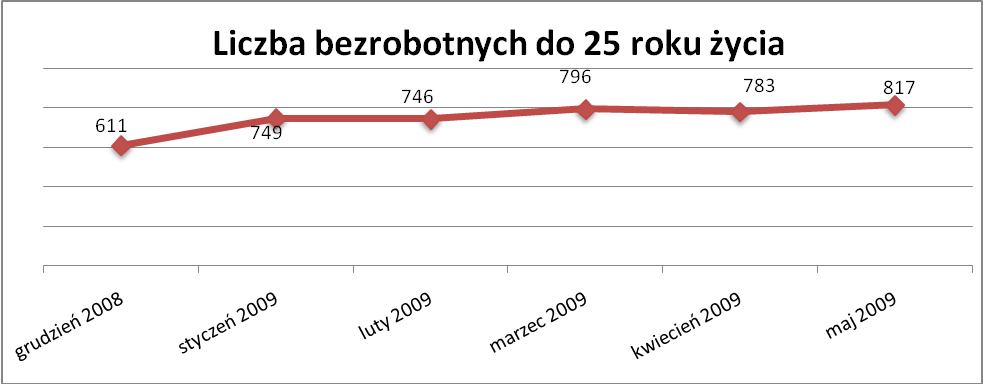 Liczba bezrobotnych do 25 roku życia
611
749
746
796
783
817
grudzień 2008
styczeń 2009
luty 2009
marzec 2009
kwiecień 2009
maj 2009